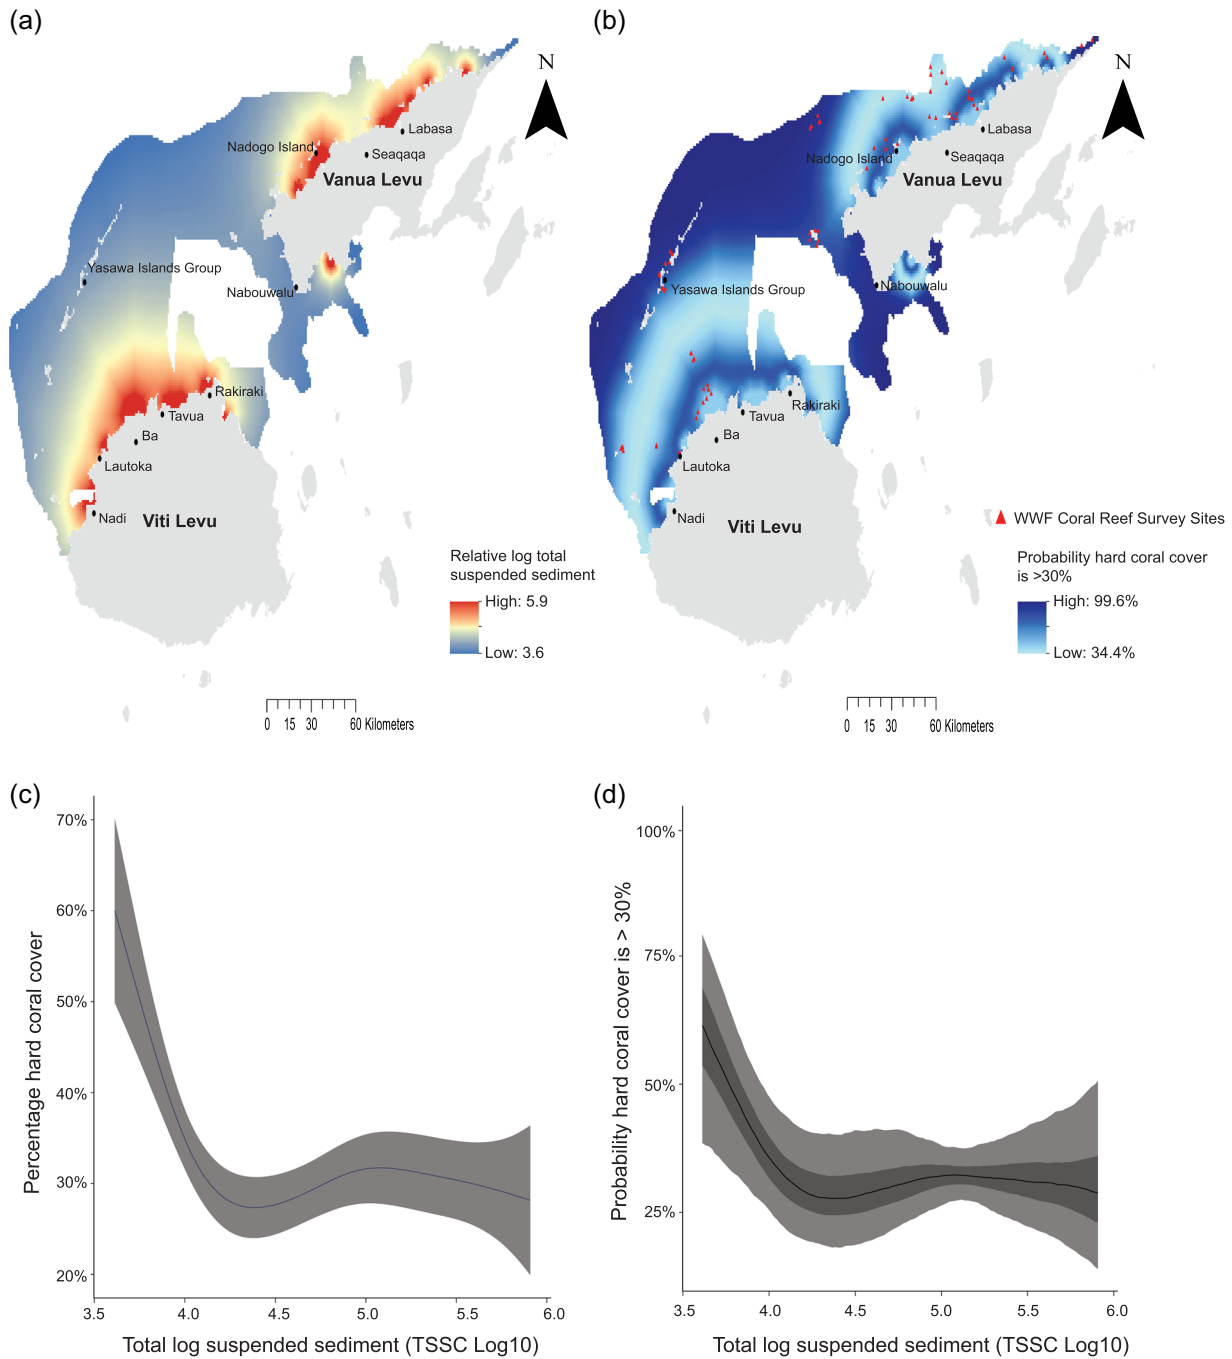 (a)
N
Labasa
Nadogo Island
Seaqaqa
Vanua Levu
Yasawa Islands Group
Nabouwalu
Rakiraki
Tavua
Ba
Lautoka
Nadi
Viti Levu
Relative log total
suspended sediment
High: 5.9
Low: 3.6
0 15 30 60 Kilometers
(b)
N
Labasa
Nadogo Island
Seaqaqa
Vanua Levu
Yasawa Islands Group
Nabouwalu
Rakiraki
Tavua
Ba
Lautoka
Nadi
Viti Levu
WWF Coral Reef Survey Sites
Probability hard coral cover
is >30%
High: 99.6%
Low: 34.4%
0 15 30 60 Kilometers
(c)
Percentage hard coral cover
70%
60%
50%
40%
30%
20%
3.5 4.0 4.5 5.0 5.5 6.0
Total log suspended sediment (TSSC Log10)
(d)
Probability hard coral cover is > 30%
100%
75%
50%
25%
3.5 4.0 4.5 5.0 5.5 6.0
Total log suspended sediment (TSSC Log10)